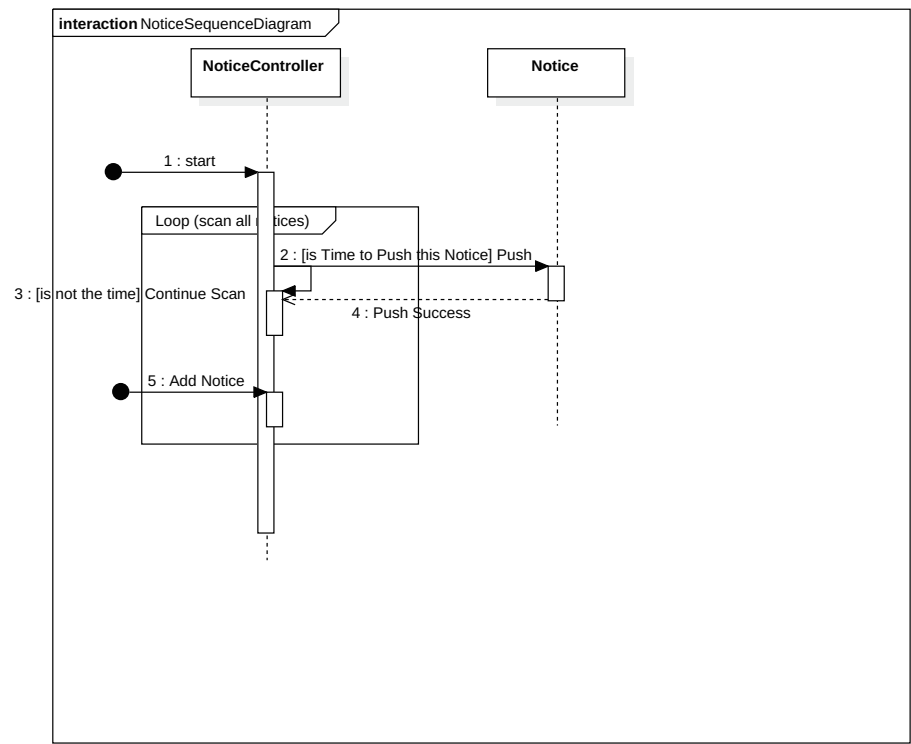 interaction NoticeSequenceDiagram
NoticeController
Notice
1 : start
Loop (scan all notices)
2 : [is Time to Push this Notice] Push
3 : [is not the time] Continue Scan
4 : Push Success
5 : Add Notice